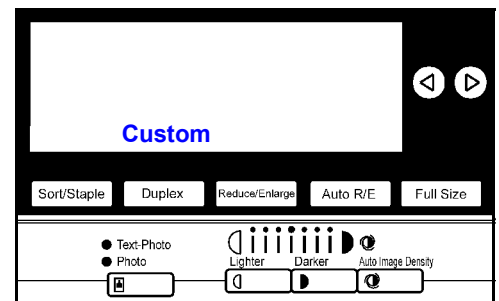 Custom
Sort/Staple Duplex Reduce/Enlarge Auto R/E Full Size
Text-Photo
Photo
Lighter Darker Auto Image Density